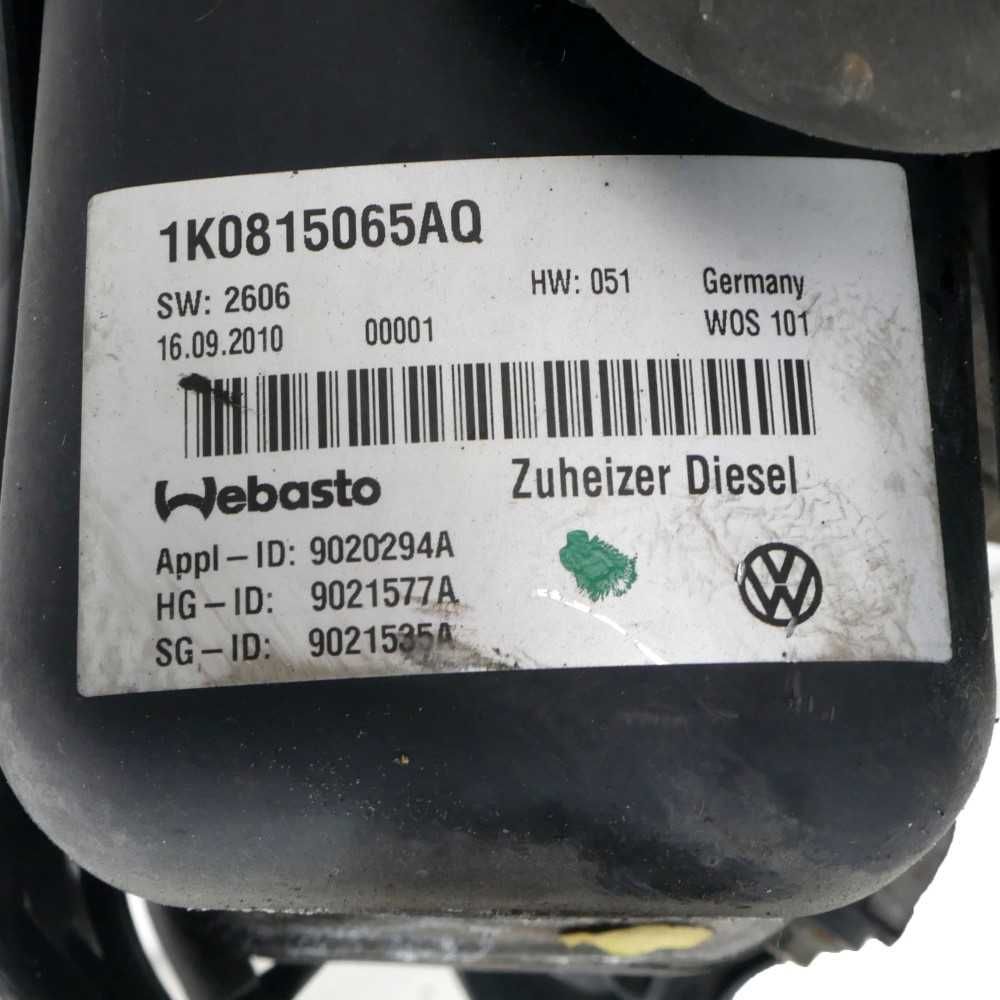 1K0815065AQ
SW: 2606 HW: 051 Germany
16.09.2010 00001 WOS 101
Webasto Zuheizer Diesel
Appl-ID: 9020294A
HG-ID: 9021577A
SG-ID: 9021535A
VW